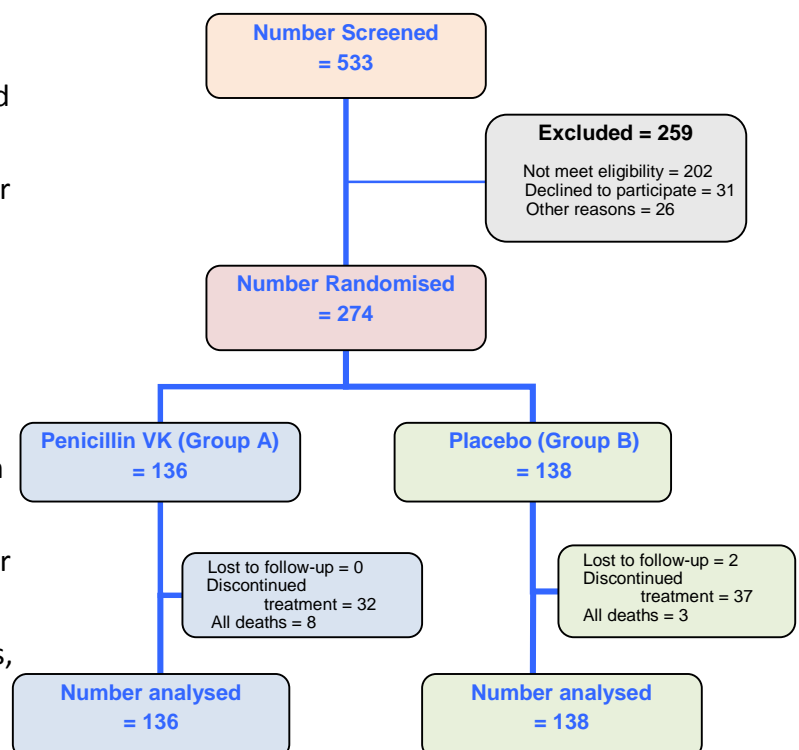 Number Screened
= 533
d
Excluded = 259
Not meet eligibility = 202
Declined to participate = 31
Other reasons = 26
r
Number Randomised
= 274
Penicillin VK (Group A)
= 136
Placebo (Group B)
= 138
r
Lost to follow-up = 0
Discontinued
treatment = 32
All deaths = 8
Lost to follow-up = 2
Discontinued
treatment = 37
All deaths = 3
s,
Number analysed
= 136
Number analysed
= 138